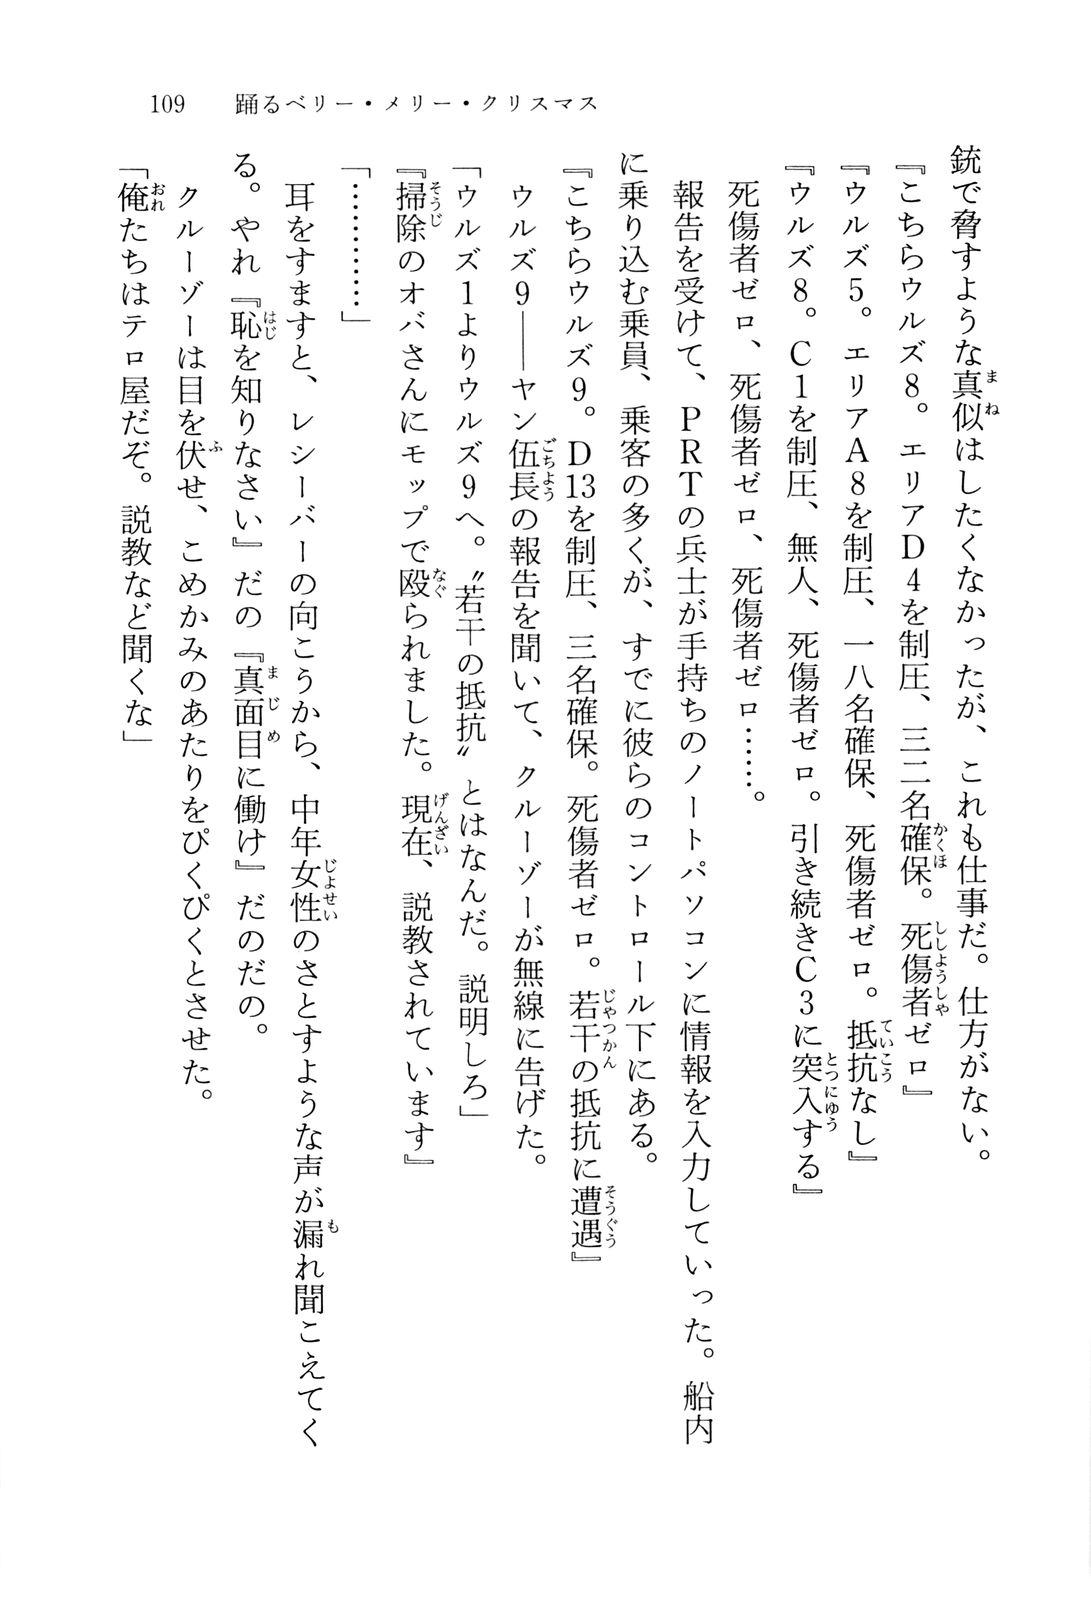 109　踊るベリー・メリー・クリスマス
銃で脅すような真似はしたくなかったが、これも仕事だ。仕方がない。
『こちらウルズ8。エリアD4を制圧、三二名確保。死傷者ゼロ』
『ウルズ5。エリアA8を制圧、一八名確保、死傷者ゼロ。抵抗なし』
『ウルズ8。C1を制圧、無人、死傷者ゼロ。引き続きC3に突入する』
死傷者ゼロ、死傷者ゼロ、死傷者ゼロ……。
報告を受けて、PRTの兵士が手持ちのノートパソコンに情報を入力していった。船内
に乗り込む乗員、乗客の多くが、すでに彼らのコントロール下にある。
『こちらウルズ9。D13を制圧、三名確保。死傷者ゼロ。若干の抵抗に遭遇』
ウルズ9――ヤン伍長の報告を聞いて、クルーゾーが無線に告げた。
「ウルズ1よりウルズ9へ。〝若干の抵抗〟とはなんだ。説明しろ」
『掃除のオバさんにモップで殴られました。現在、説教されています』
「…………」
耳をすますと、レシーバーの向こうから、中年女性のさとすような声が漏れ聞こえてく
る。やれ『恥を知りなさい』だの『真面目に働け』だのだの。
クルーゾーは目を伏せ、こめかみのあたりをぴくぴくとさせた。
「俺たちはテロ屋だぞ。説教など聞くな」